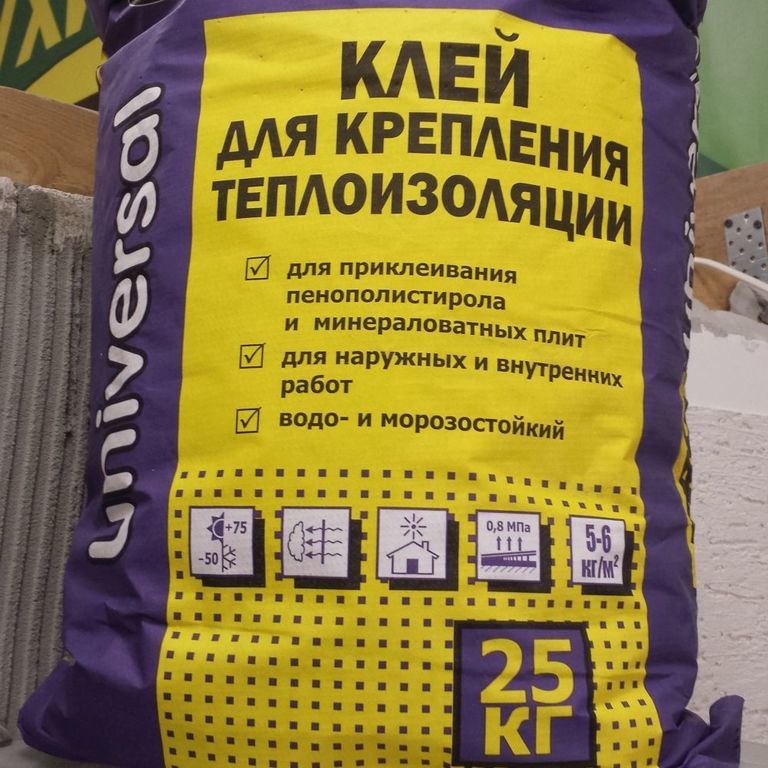 universal
КЛЕЙ
ДЛЯ КРЕПЛЕНИЯ
ТЕПЛОИЗОЛЯЦИИ
для приклеивания
пенополистирола
и минераловатных плит
для наружных и внутренних
работ
водо- и морозостойкий
+75
-50
0,8 МПа
5-6
кг/м²
25
КГ